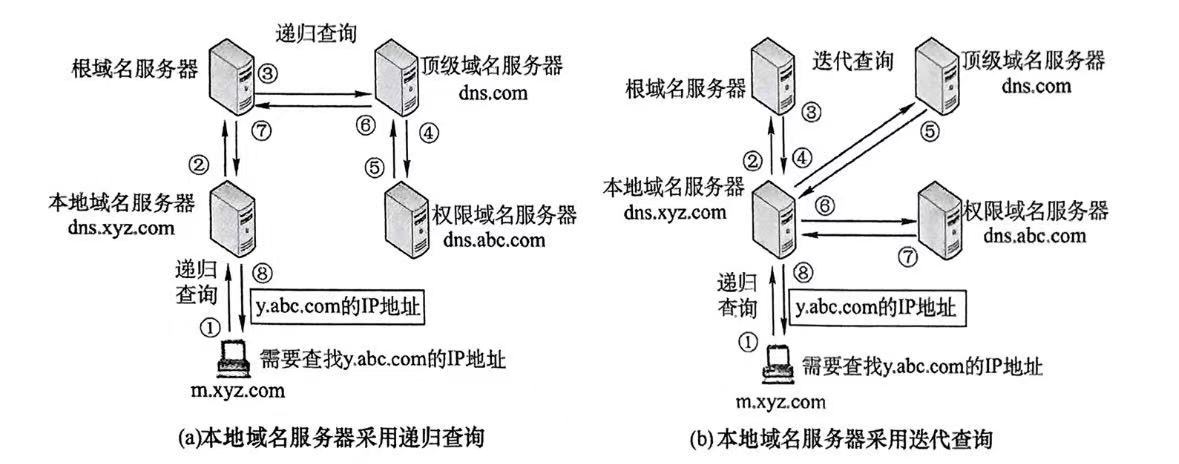 递归查询
根域名服务器
③
顶级域名服务器
dns.com
⑦
⑥
④
②
⑤
本地域名服务器
dns.xyz.com
权限域名服务器
dns.abc.com
递归
查询
⑧
y.abc.com的IP地址
①
需要查找y.abc.com的IP地址
m.xyz.com
(a)本地域名服务器采用递归查询
迭代查询
根域名服务器
③
顶级域名服务器
dns.com
⑤
②
④
本地域名服务器
dns.xyz.com
⑥
权限域名服务器
dns.abc.com
⑦
递归
查询
⑧
y.abc.com的IP地址
①
需要查找y.abc.com的IP地址
m.xyz.com
(b)本地域名服务器采用迭代查询